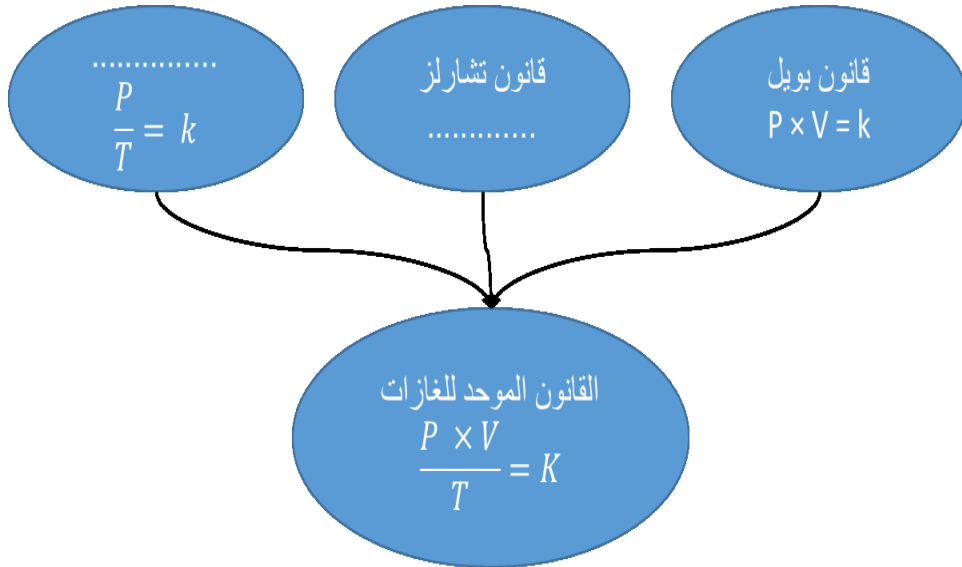 قانون بويل
P × V = k
قانون تشارلز
.............
...............
P
T = k
القانون الموحد للغازات
P × V
T = K